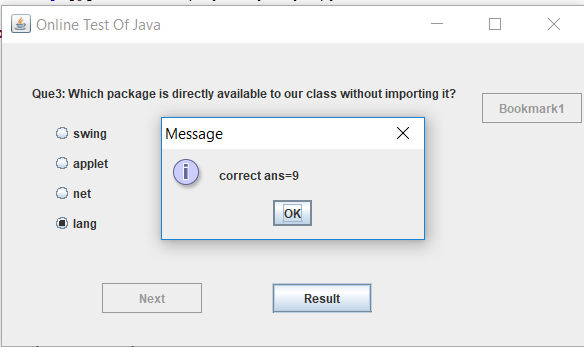 Online Test Of Java
Que3: Which package is directly available to our class without importing it?
Bookmark1
swing
applet
net
lang
Message
correct ans=9
OK
Next
Result